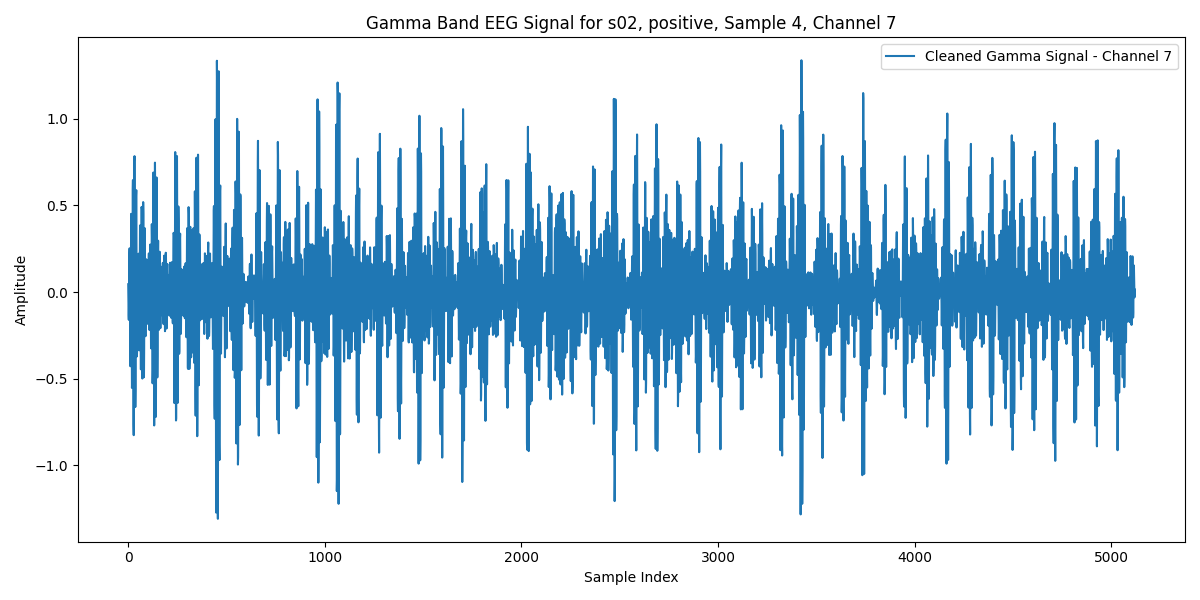 Gamma Band EEG Signal for s02, positive, Sample 4, Channel 7
Cleaned Gamma Signal - Channel 7
Amplitude
1.0
0.5
0.0
−0.5
−1.0
0 1000 2000 3000 4000 5000
Sample Index